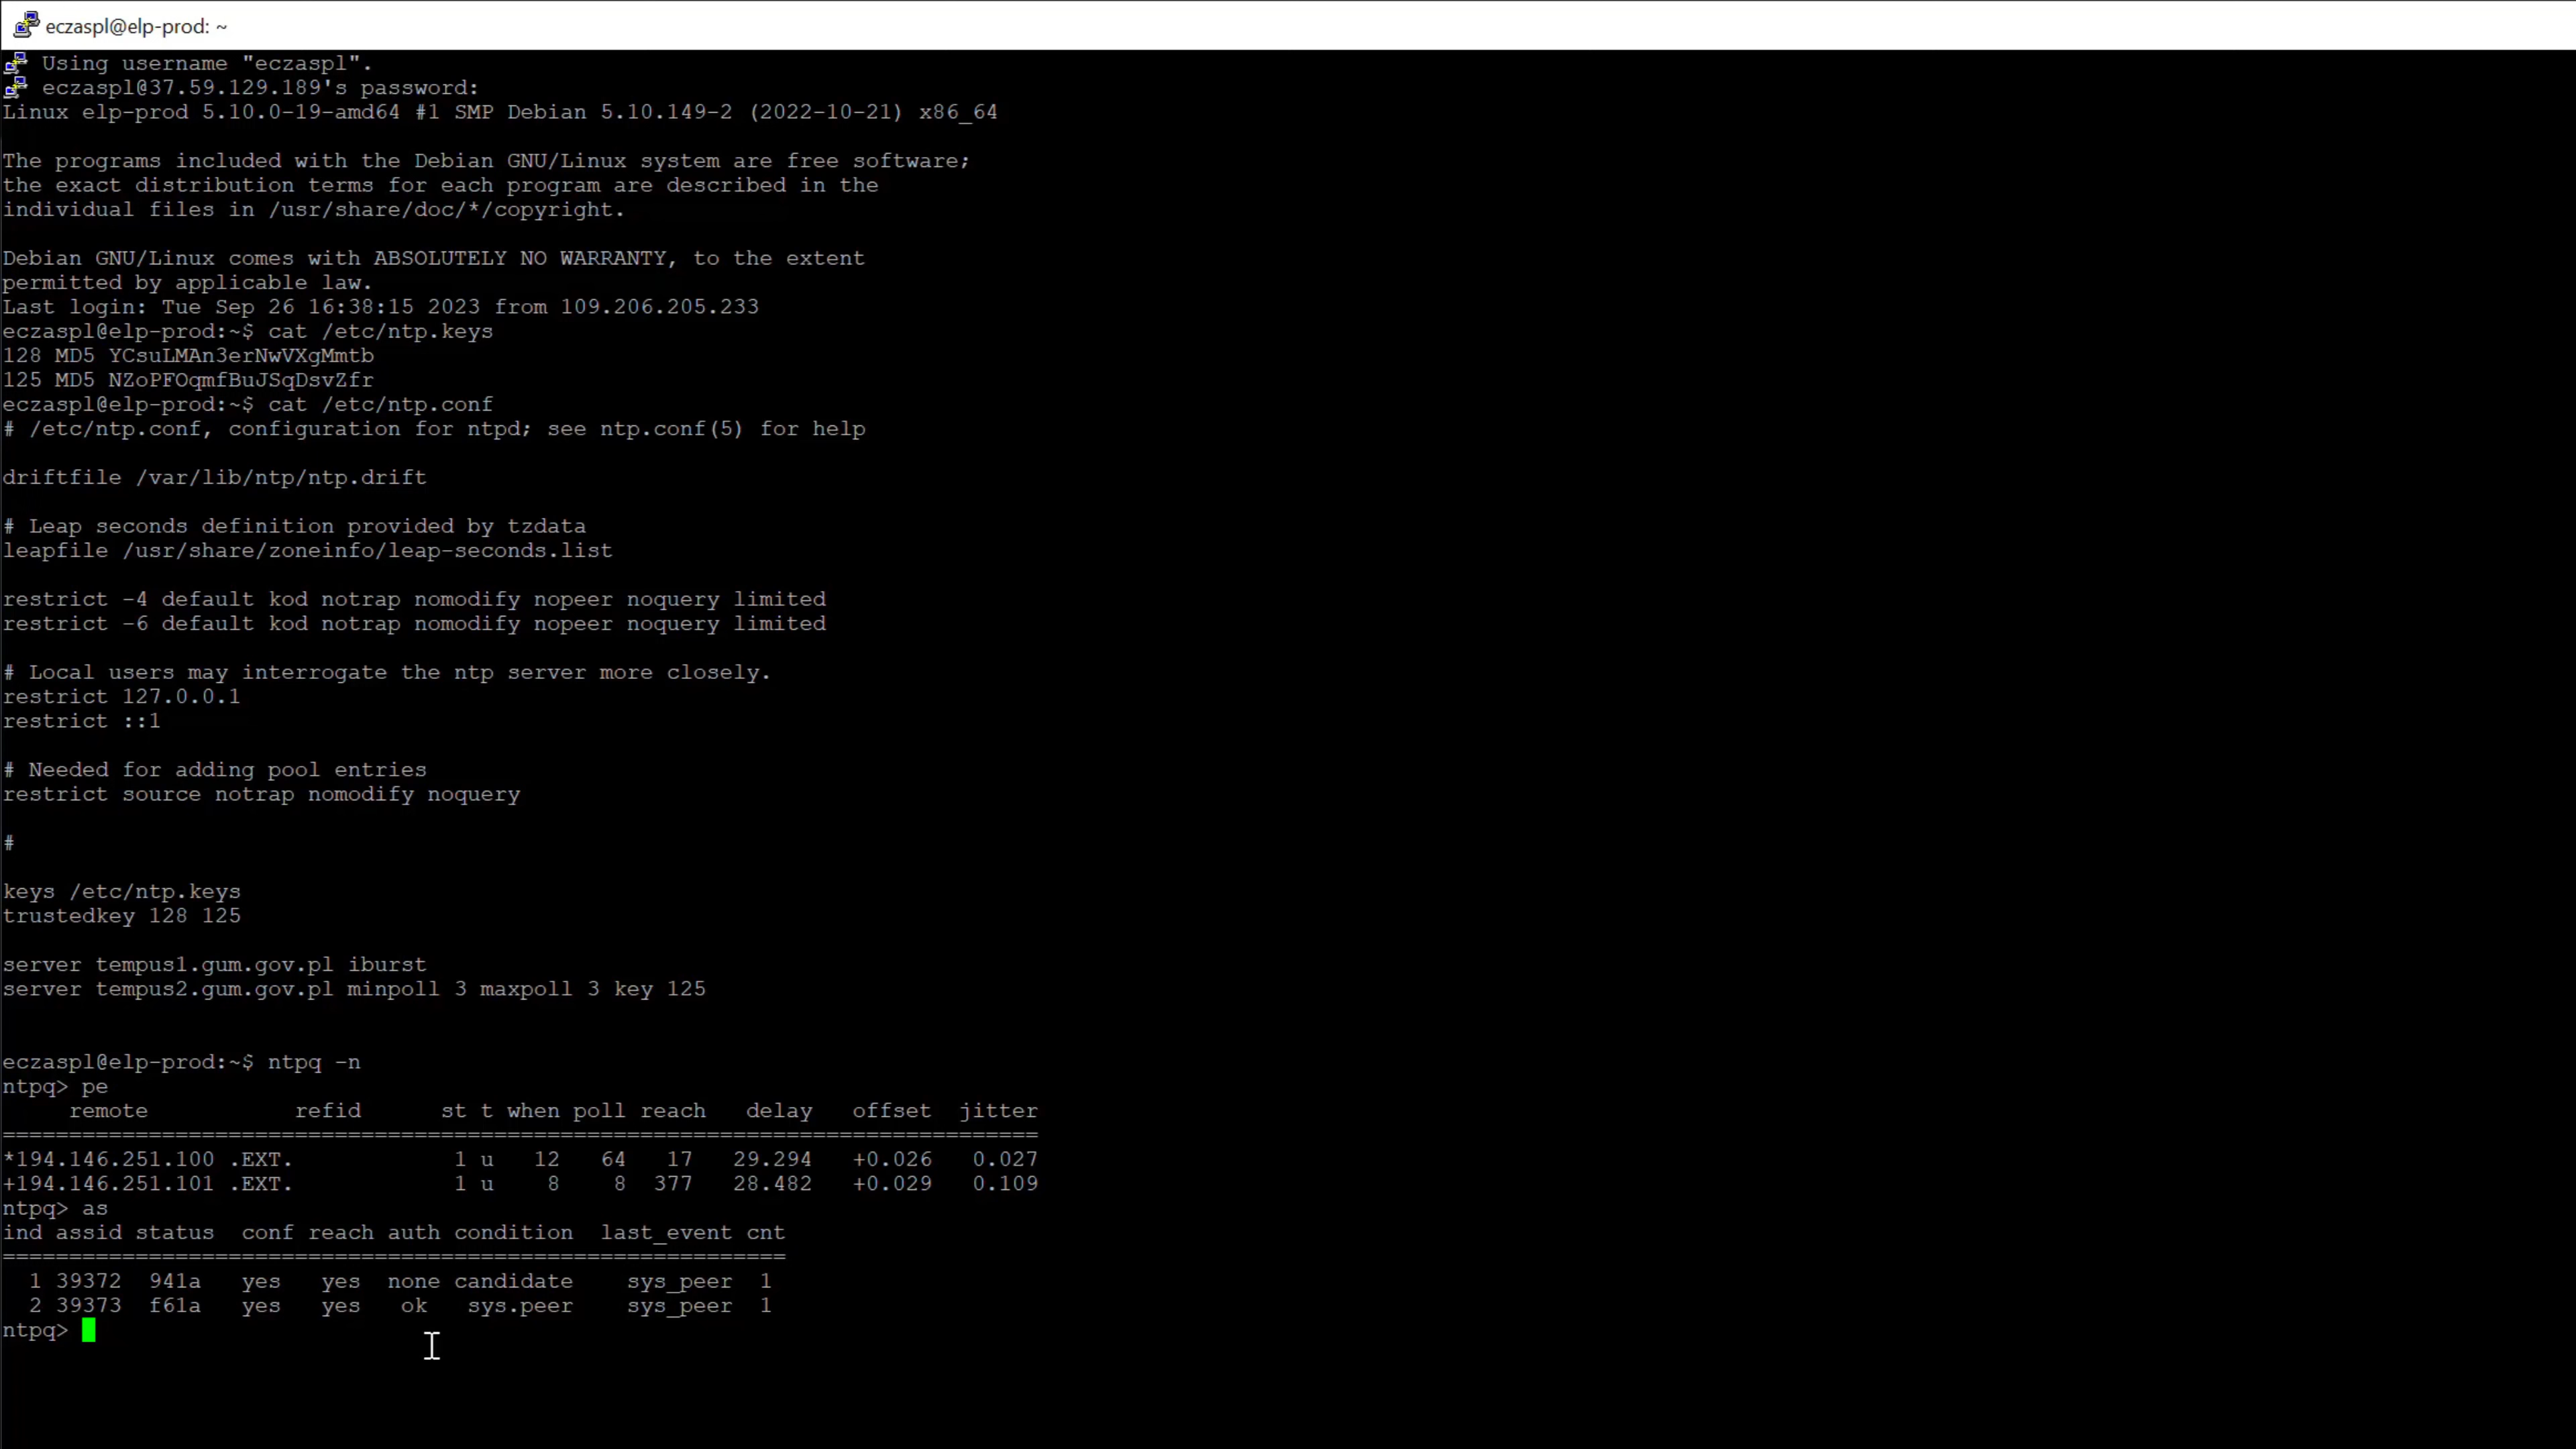 eczaspl@elp-prod: ~
Using username "eczaspl".
eczaspl@37.59.129.189's password:
Linux elp-prod 5.10.0-19-amd64 #1 SMP Debian 5.10.149-2 (2022-10-21) x86_64
The programs included with the Debian GNU/Linux system are free software;
the exact distribution terms for each program are described in the
individual files in /usr/share/doc/*/copyright.
Debian GNU/Linux comes with ABSOLUTELY NO WARRANTY, to the extent
permitted by applicable law.
Last login: Tue Sep 26 16:38:15 2023 from 109.206.205.233
eczaspl@elp-prod:~$ cat /etc/ntp.keys
128 MD5 YCsuLMAn3erNwVXgMmtb
125 MD5 NZoPFOqmfBuJSqDsvZfr
eczaspl@elp-prod:~$ cat /etc/ntp.conf
# /etc/ntp.conf, configuration for ntpd; see ntp.conf(5) for help
driftfile /var/lib/ntp/ntp.drift
# Leap seconds definition provided by tzdata
leapfile /usr/share/zoneinfo/leap-seconds.list
restrict -4 default kod notrap nomodify nopeer noquery limited
restrict -6 default kod notrap nomodify nopeer noquery limited
# Local users may interrogate the ntp server more closely.
restrict 127.0.0.1
restrict ::1
# Needed for adding pool entries
restrict source notrap nomodify noquery
#
keys /etc/ntp.keys
trustedkey 128 125
server tempus1.gum.gov.pl iburst
server tempus2.gum.gov.pl minpoll 3 maxpoll 3 key 125
eczaspl@elp-prod:~$ ntpq -n
ntpq> pe
     remote           refid      st t when poll reach   delay   offset  jitter
==============================================================================
*194.146.251.100 .EXT.            1 u   12   64   17   29.294   +0.026   0.027
+194.146.251.101 .EXT.            1 u    8    8  377   28.482   +0.029   0.109
ntpq> as
ind assid status  conf reach auth condition  last_event cnt
===========================================================
  1 39372  941a   yes   yes  none candidate    sys_peer  1
  2 39373  f61a   yes   yes   ok   sys.peer    sys_peer  1
ntpq>